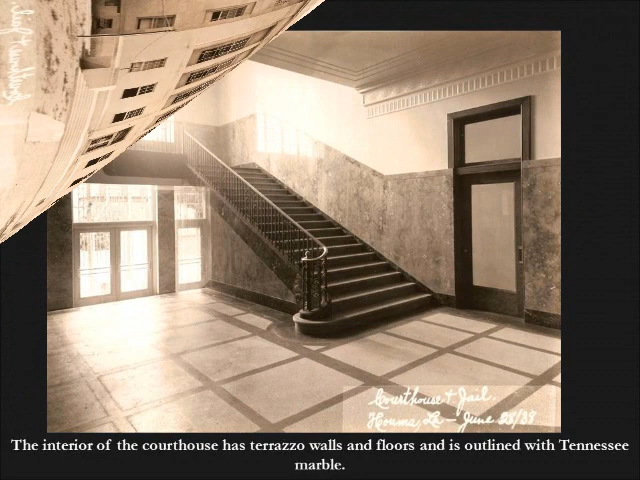 Courthouse + Jail.
Houma, La - June 28/38
The interior of the courthouse has terrazzo walls and floors and is outlined with Tennessee
marble.